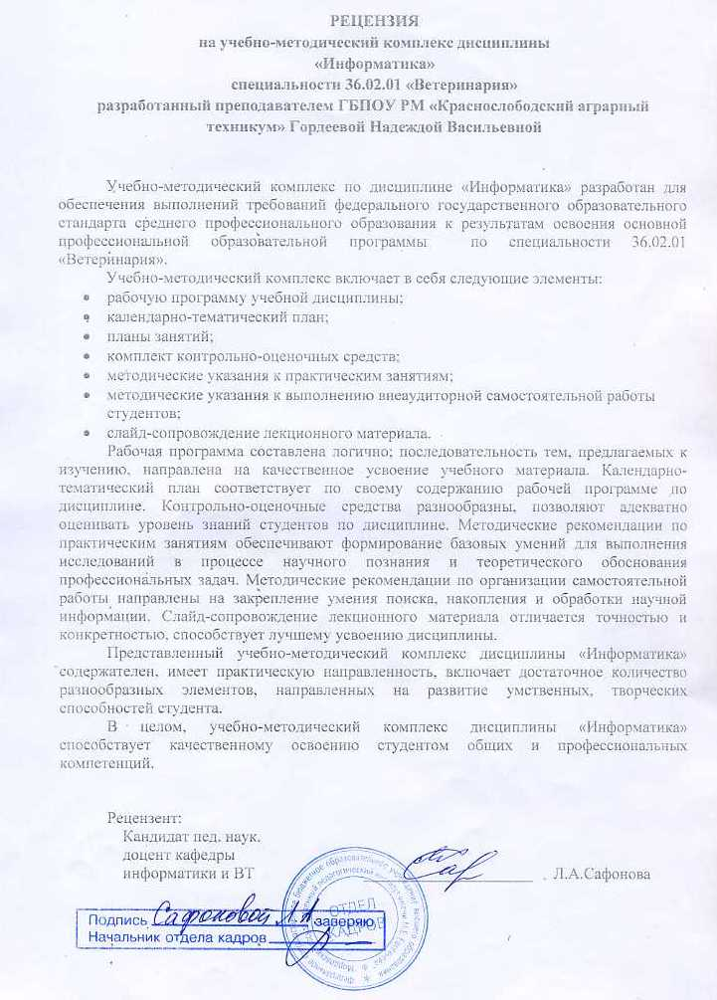 РЕЦЕНЗИЯ
на учебно-методический комплекс дисциплины
«Информатика»
специальности 36.02.01 «Ветеринария»
разработанный преподавателем ГБПОУ РМ «Краснослободский аграрный
техникум» Гордеевой Надеждой Васильевной
Учебно-методический комплекс по дисциплине «Информатика» разработан для
обеспечения выполнений требований федерального государственного образовательного
стандарта среднего профессионального образования к результатам освоения основной
профессиональной образовательной программы по специальности 36.02.01
«Ветеринария».
Учебно-методический комплекс включает в себя следующие элементы:
• рабочую программу учебной дисциплины;
• календарно-тематический план;
• планы занятий;
• комплект контрольно-оценочных средств;
• методические указания к практическим занятиям;
• методические указания к выполнению внеаудиторной самостоятельной работы
студентов;
• слайд-сопровождение лекционного материала.
Рабочая программа составлена логично; последовательность тем, предлагаемых к
изучению, направлена на качественное усвоение учебного материала. Календарно-
тематический план соответствует по своему содержанию рабочей программе по
дисциплине. Контрольно-оценочные средства разнообразны, позволяют адекватно
оценивать уровень знаний студентов по дисциплине. Методические рекомендации по
практическим занятиям обеспечивают формирование базовых умений для выполнения
исследований в процессе научного познания и теоретического обоснования
профессиональных задач. Методические рекомендации по организации самостоятельной
работы направлены на закрепление умения поиска, накопления и обработки научной
информации. Слайд-сопровождение лекционного материала отличается точностью и
конкретностью, способствует лучшему усвоению дисциплины.
Представленный учебно-методический комплекс дисциплины «Информатика»
содержателен, имеет практическую направленность, включает достаточное количество
разнообразных элементов, направленных на развитие умственных, творческих
способностей студента.
В целом, учебно-методический комплекс дисциплины «Информатика»
способствует качественному освоению студентом общих и профессиональных
компетенций.
Рецензент:
Кандидат пед. наук,
доцент кафедры
информатики и ВТ Л.А.Сафонова
ОТДЕЛ
КАДРОВ
Подпись Сафоновой Л.А заверяю
Начальник отдела кадров